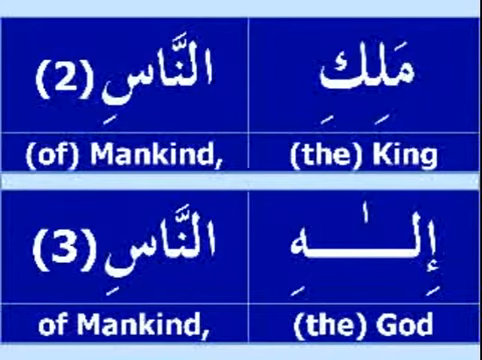 مَلِكِ النَّاسِ (2)
(the) King (of) Mankind,
إِلَـٰهِ النَّاسِ (3)
(the) God of Mankind,